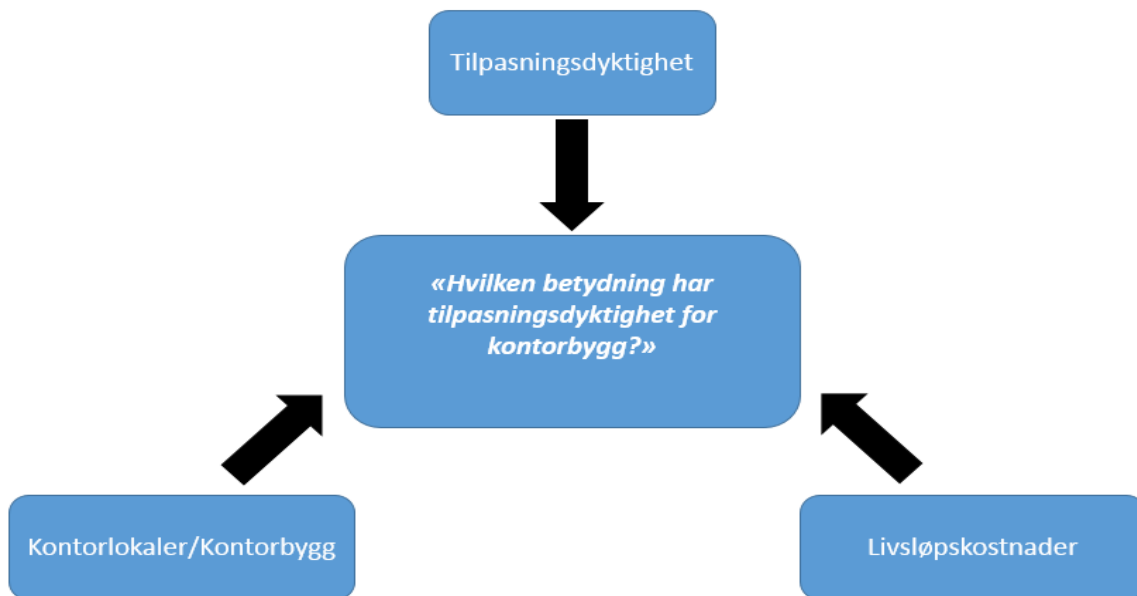 Tilpasningsdyktighet
«Hvilken betydning har
tilpasningsdyktighet for
kontorbygg?»
Kontorlokaler/Kontorbygg
Livsløpskostnader